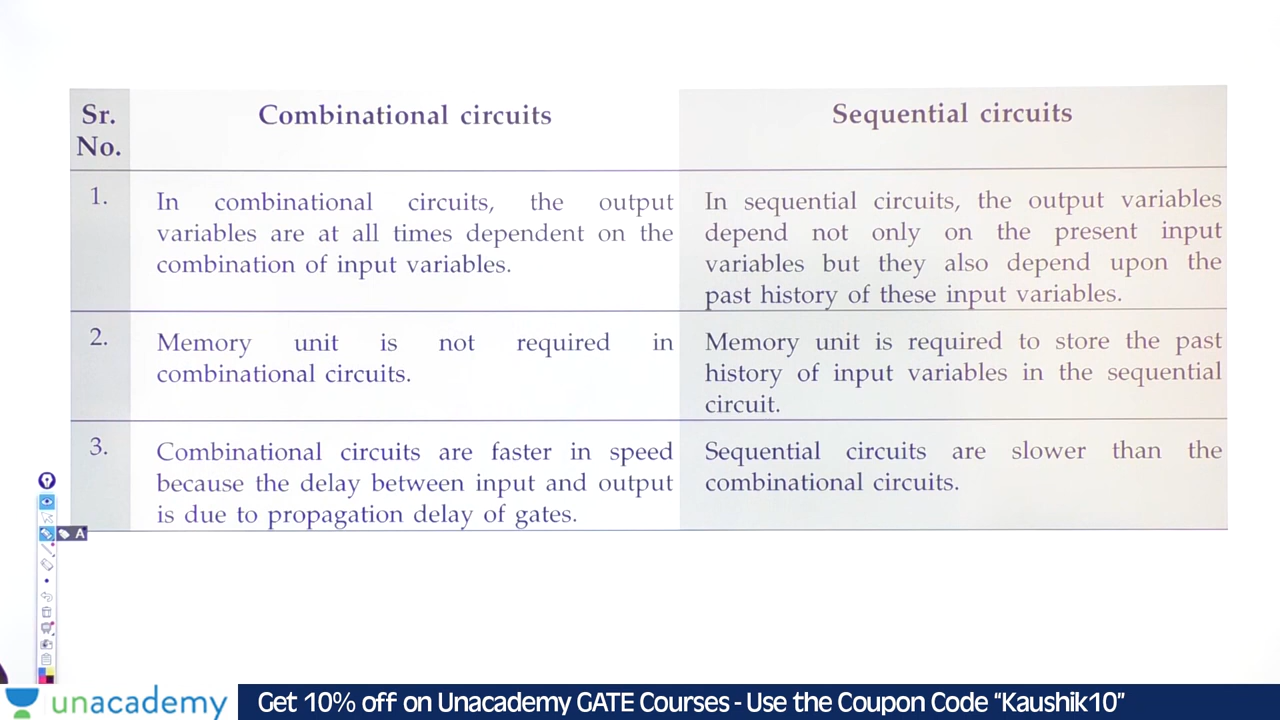 Sr.
No.
Combinational circuits
Sequential circuits
1.
In combinational circuits, the output
variables are at all times dependent on the
combination of input variables.
In sequential circuits, the output variables
depend not only on the present input
variables but they also depend upon the
past history of these input variables.
2.
Memory unit is not required in
combinational circuits.
Memory unit is required to store the past
history of input variables in the sequential
circuit.
3.
Combinational circuits are faster in speed
because the delay between input and output
is due to propagation delay of gates.
Sequential circuits are slower than the
combinational circuits.
A
unacademy
Get 10% off on Unacademy GATE Courses - Use the Coupon Code “Kaushik10”